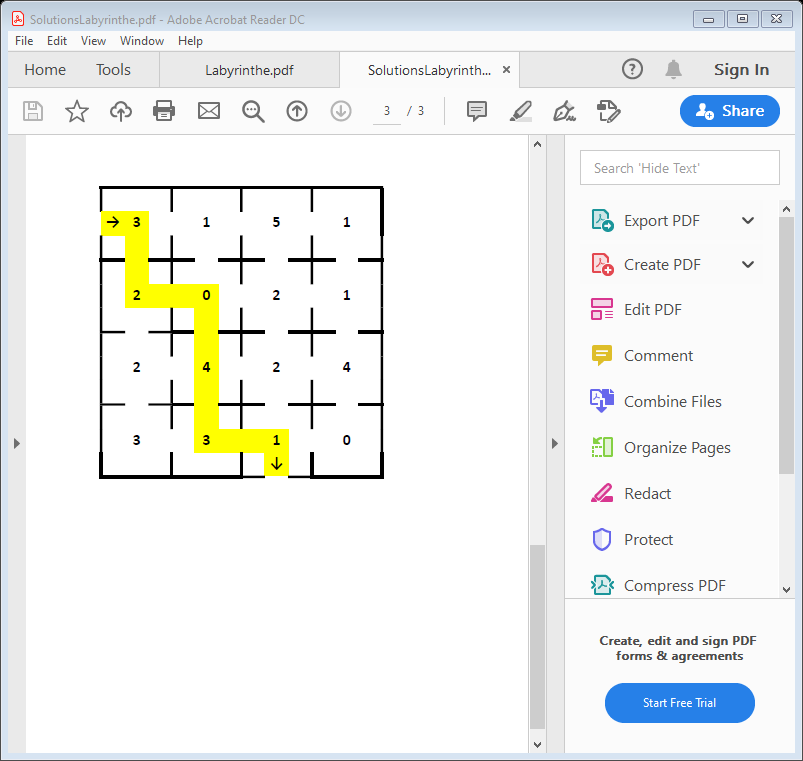 SolutionsLabyrinthe.pdf - Adobe Acrobat Reader DC
File Edit View Window Help
Home Tools Labyrinthe.pdf SolutionsLabyrinth... × Sign In
3 / 3 Share
3 1 5 1
2 0 2 1
2 4 2 4
3 3 1 0
Search 'Hide Text'
Export PDF
Create PDF
Edit PDF
Comment
Combine Files
Organize Pages
Redact
Protect
Compress PDF
Create, edit and sign PDF
forms & agreements
Start Free Trial